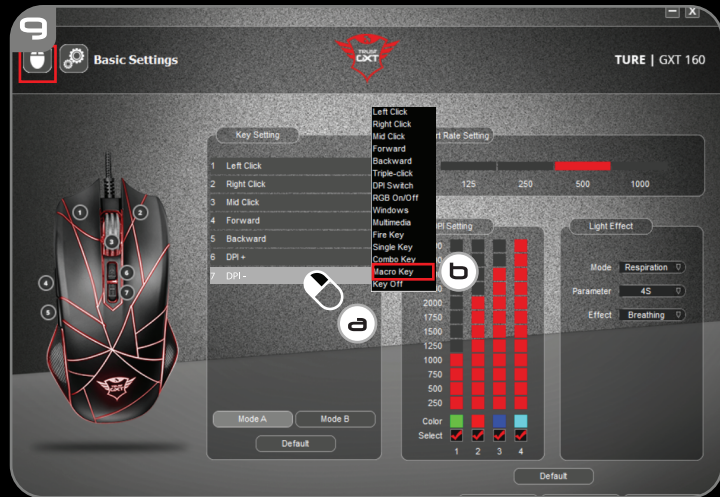 9
Basic Settings
TRUST
GXT
TURE | GXT 160
Key Setting
1 Left Click
2 Right Click
3 Mid Click
4 Forward
5 Backward
6 DPI +
7 DPI -
Mode A
Mode B
Default
1
2
3
4
5
6
7
TRUST
GXT
a
Left Click
Right Click
Mid Click
Forward
Backward
Triple-click
DPI Switch
RGB On/Off
Windows
Multimedia
Fire Key
Single Key
Combo Key
Macro Key
Key Off
b
rt Rate Setting
125 250 500 1000
PI Setting
2000
1750
1500
1250
1000
750
500
250
Color
Select
1 2 3 4
Light Effect
Mode Respiration
Parameter 4S
Effect Breathing
Default